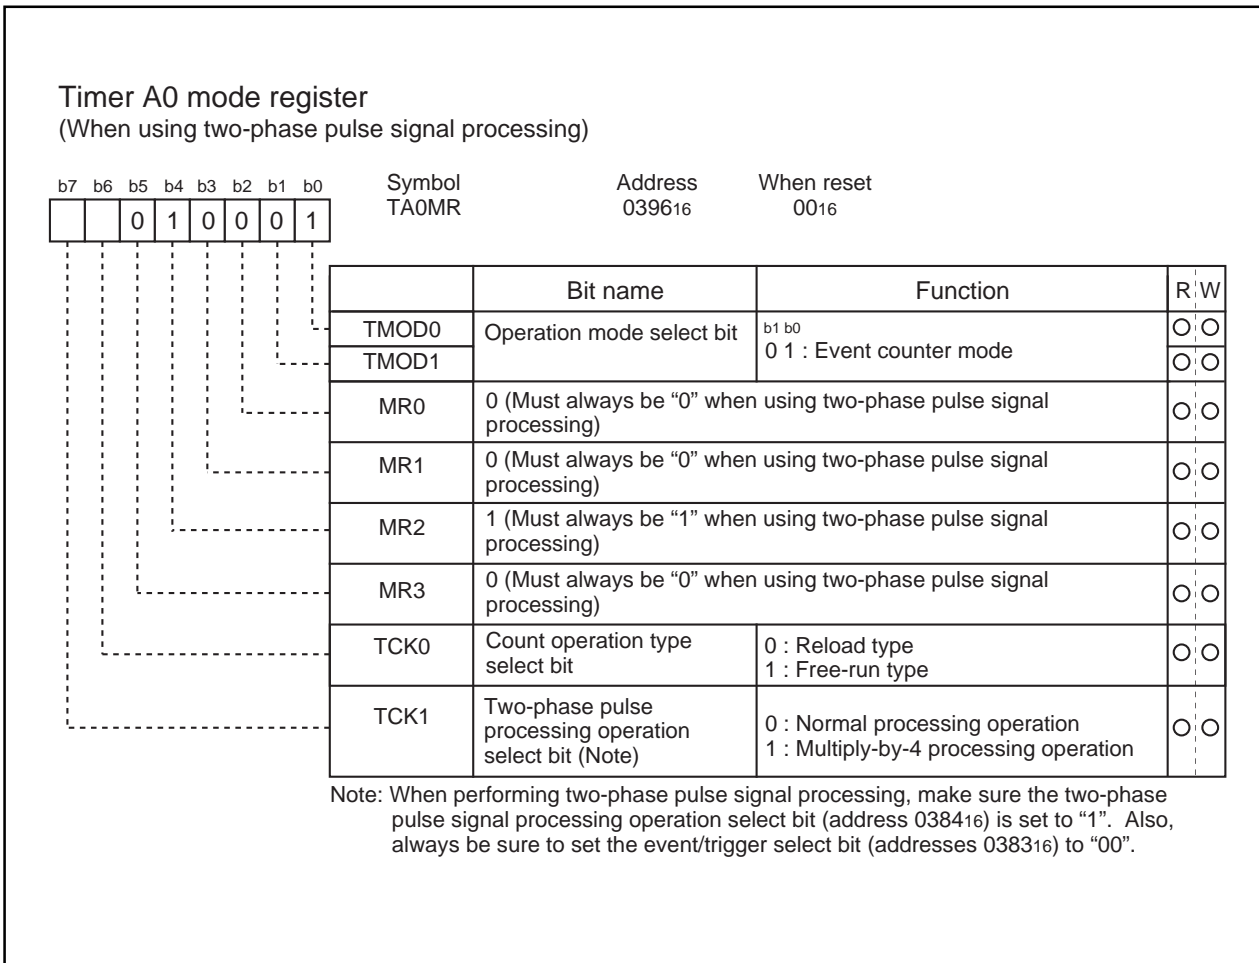 Timer A0 mode register
(When using two-phase pulse signal processing)
b7 b6 b5 b4 b3 b2 b1 b0
0 1 0 0 0 1
Symbol Address When reset
TA0MR 039616 0016
Bit name Function R W
TMOD0 Operation mode select bit b1 b0
TMOD1 0 1 : Event counter mode
MR0 0 (Must always be “0” when using two-phase pulse signal
processing)
MR1 0 (Must always be “0” when using two-phase pulse signal
processing)
MR2 1 (Must always be “1” when using two-phase pulse signal
processing)
MR3 0 (Must always be “0” when using two-phase pulse signal
processing)
TCK0 Count operation type 0 : Reload type
select bit 1 : Free-run type
TCK1 Two-phase pulse
processing operation 0 : Normal processing operation
select bit (Note) 1 : Multiply-by-4 processing operation
Note: When performing two-phase pulse signal processing, make sure the two-phase
pulse signal processing operation select bit (address 038416) is set to “1”. Also,
always be sure to set the event/trigger select bit (addresses 038316) to “00”.